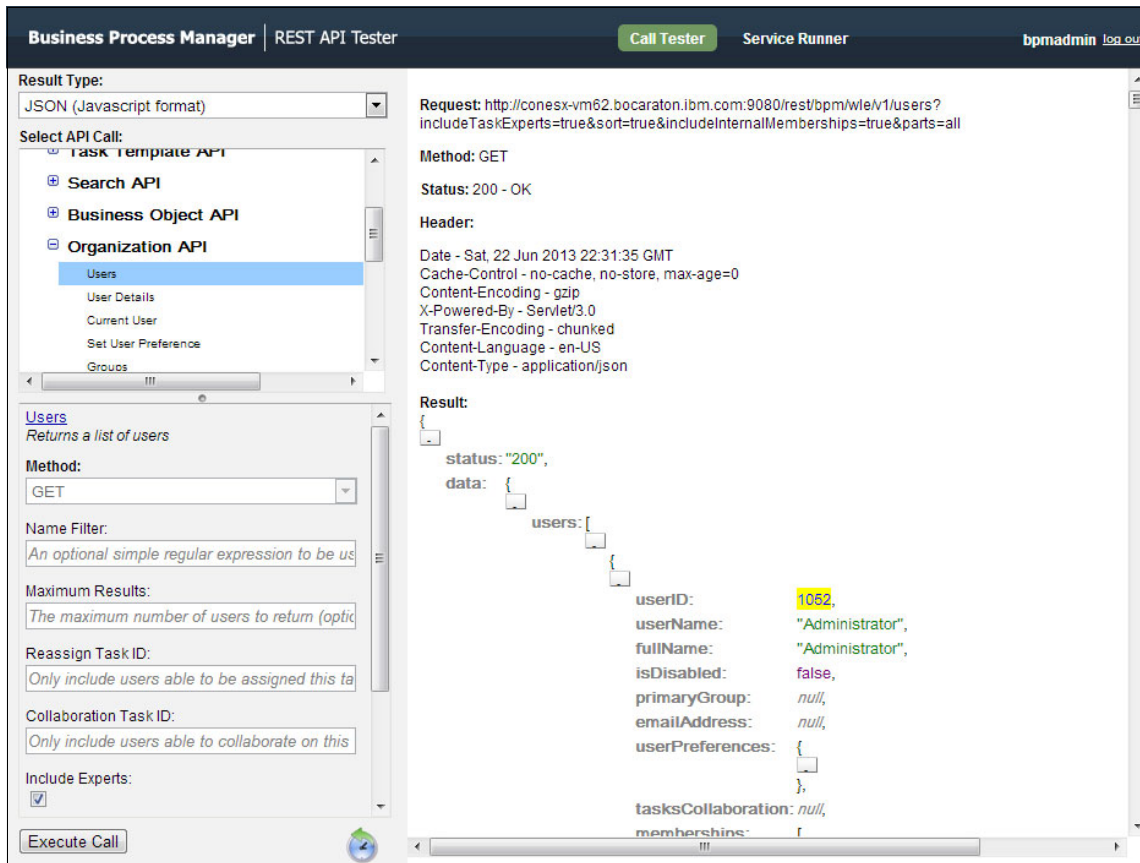 Business Process Manager | REST API Tester
Call Tester
Service Runner
bpmadmin log out
Result Type:
JSON (Javascript format)
Select API Call:
Task Template API
Search API
Business Object API
Organization API
Users
User Details
Current User
Set User Preference
Groups
Users
Returns a list of users
Method:
GET
Name Filter:
An optional simple regular expression to be us
Maximum Results:
The maximum number of users to return (optio
Reassign Task ID:
Only include users able to be assigned this ta
Collaboration Task ID:
Only include users able to collaborate on this
Include Experts:
Execute Call
Request: http://conesx-vm62.bocaraton.ibm.com:9080/rest/bpm/wle/v1/users?
includeTaskExperts=true&sort=true&includeInternalMemberships=true&parts=all
Method: GET
Status: 200 - OK
Header:
Date - Sat, 22 Jun 2013 22:31:35 GMT
Cache-Control - no-cache, no-store, max-age=0
Content-Encoding - gzip
X-Powered-By - Servlet/3.0
Transfer-Encoding - chunked
Content-Language - en-US
Content-Type - application/json
Result:
{
-
status: "200",
data: {
-
users: [
-
{
-
userID: 1052,
userName: "Administrator",
fullName: "Administrator",
isDisabled: false,
primaryGroup: null,
emailAddress: null,
userPreferences: {
-
},
tasksCollaboration: null,
memberships: [